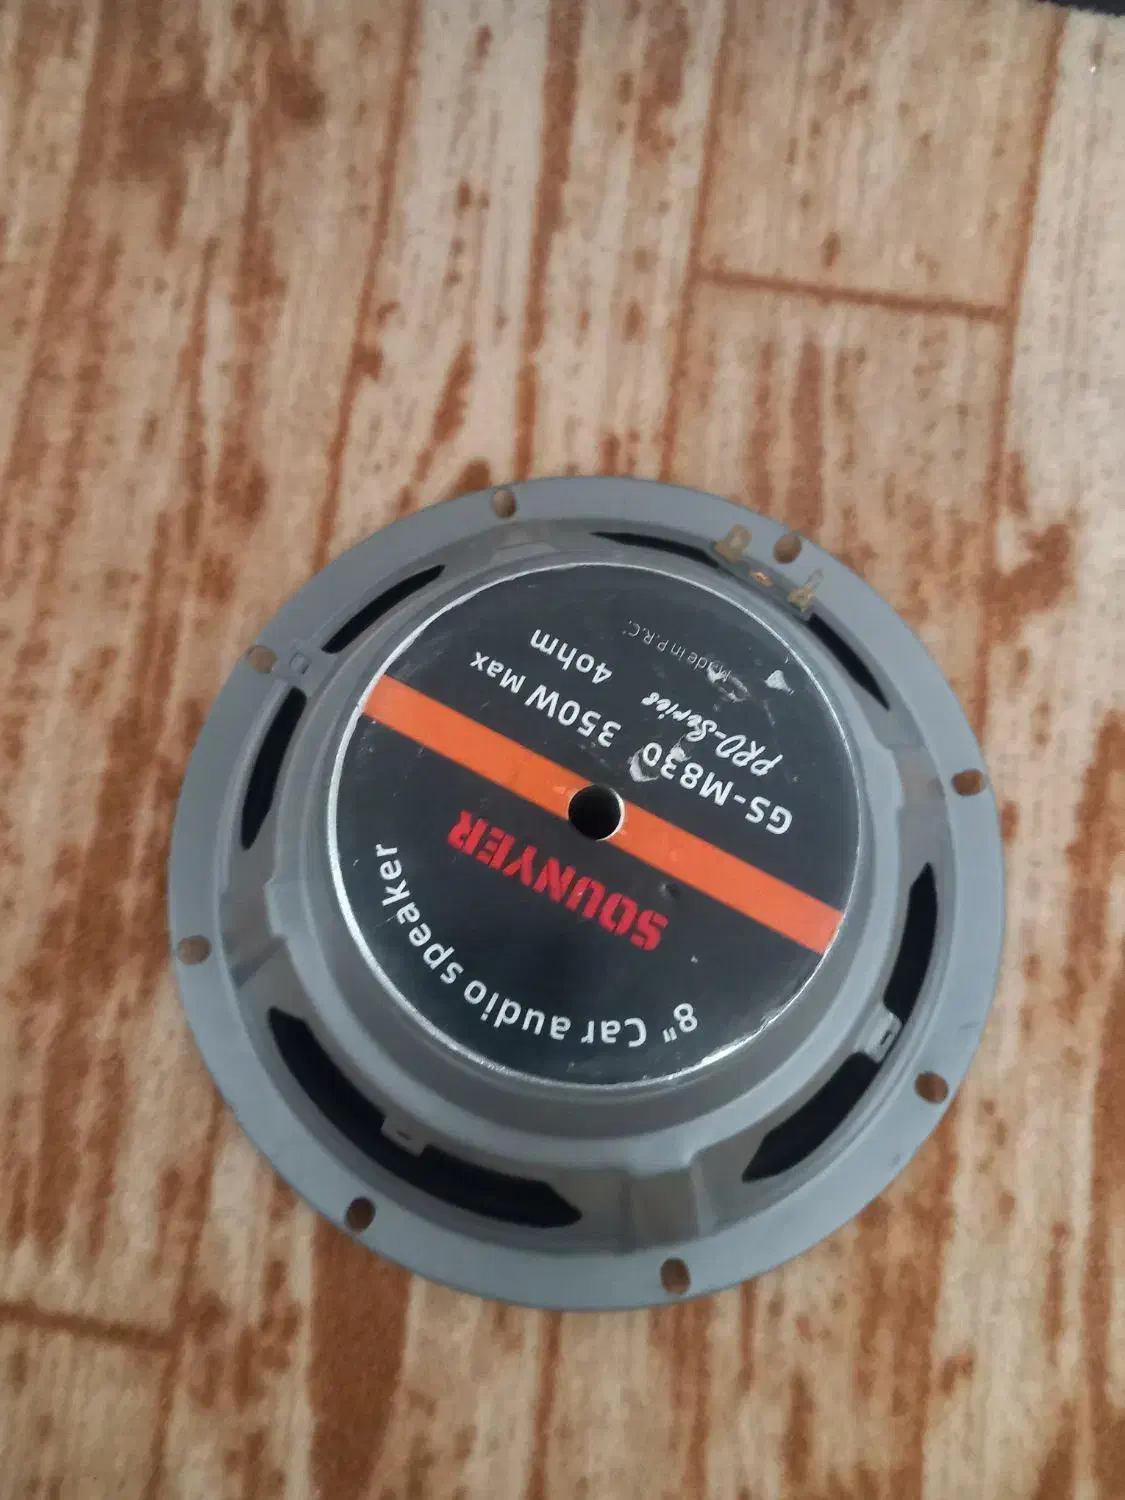 8" Car audio speaker
SOUNYER
GS-M830 350W Max
PRO-Series 4ohm
Made in P.R.C.